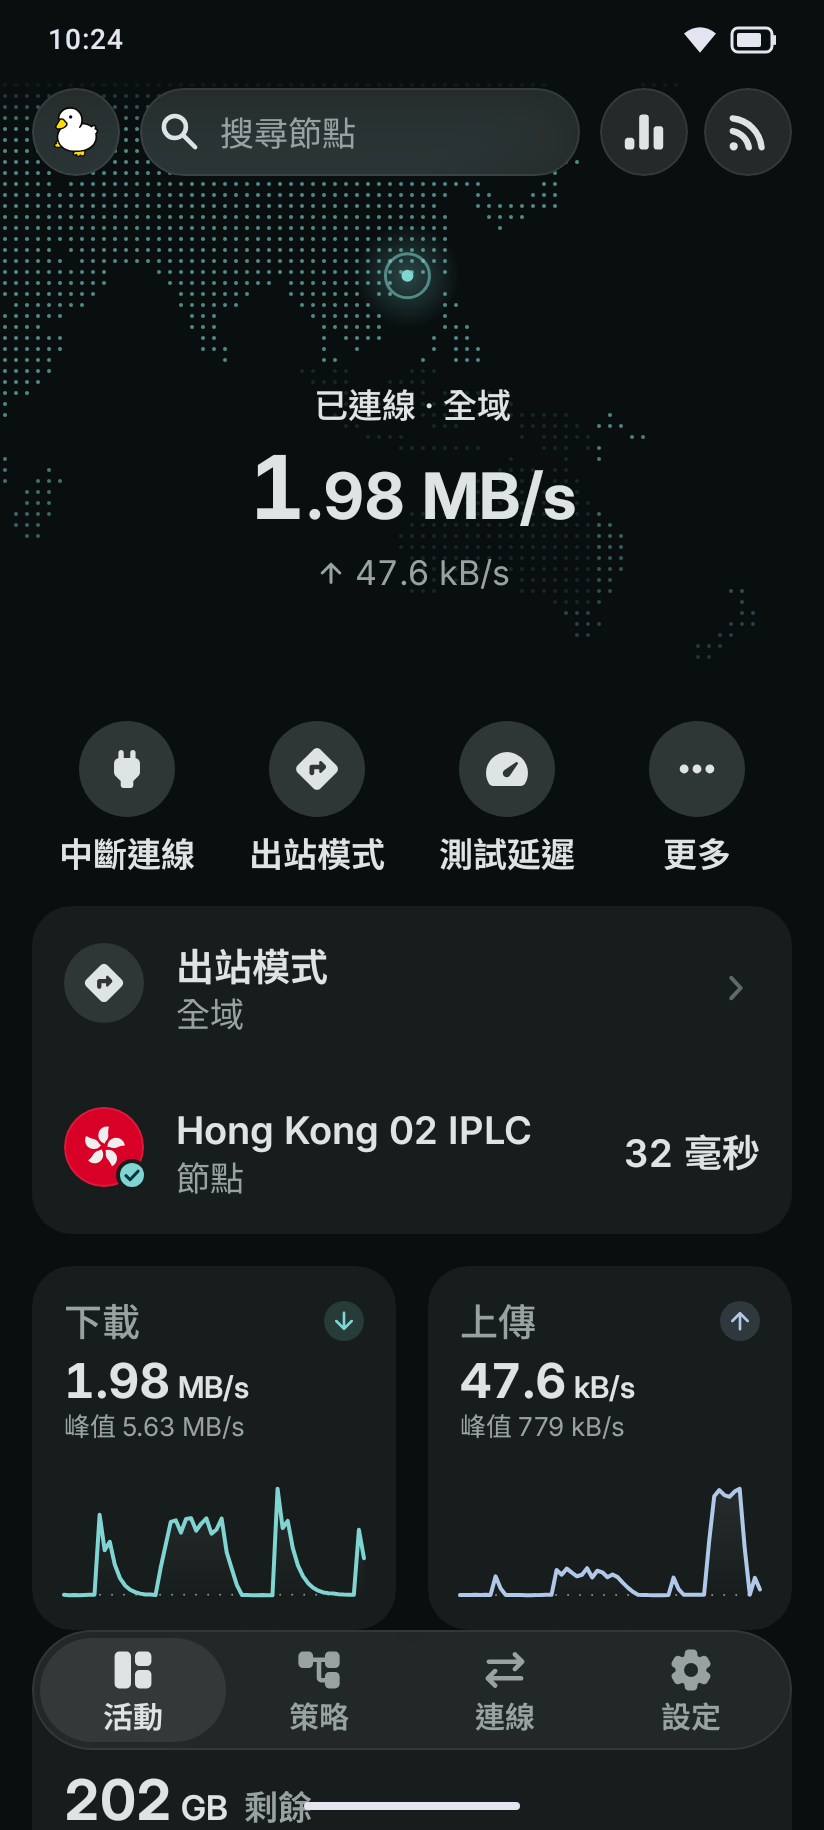 10:24
搜尋節點
已連線 · 全域
1.98 MB/s
↑ 47.6 kB/s
中斷連線
出站模式
測試延遲
更多
出站模式
全域
Hong Kong 02 IPLC
節點
32 毫秒
下載
1.98 MB/s
峰值 5.63 MB/s
上傳
47.6 kB/s
峰值 779 kB/s
活動
策略
連線
設定
202 GB 剩餘